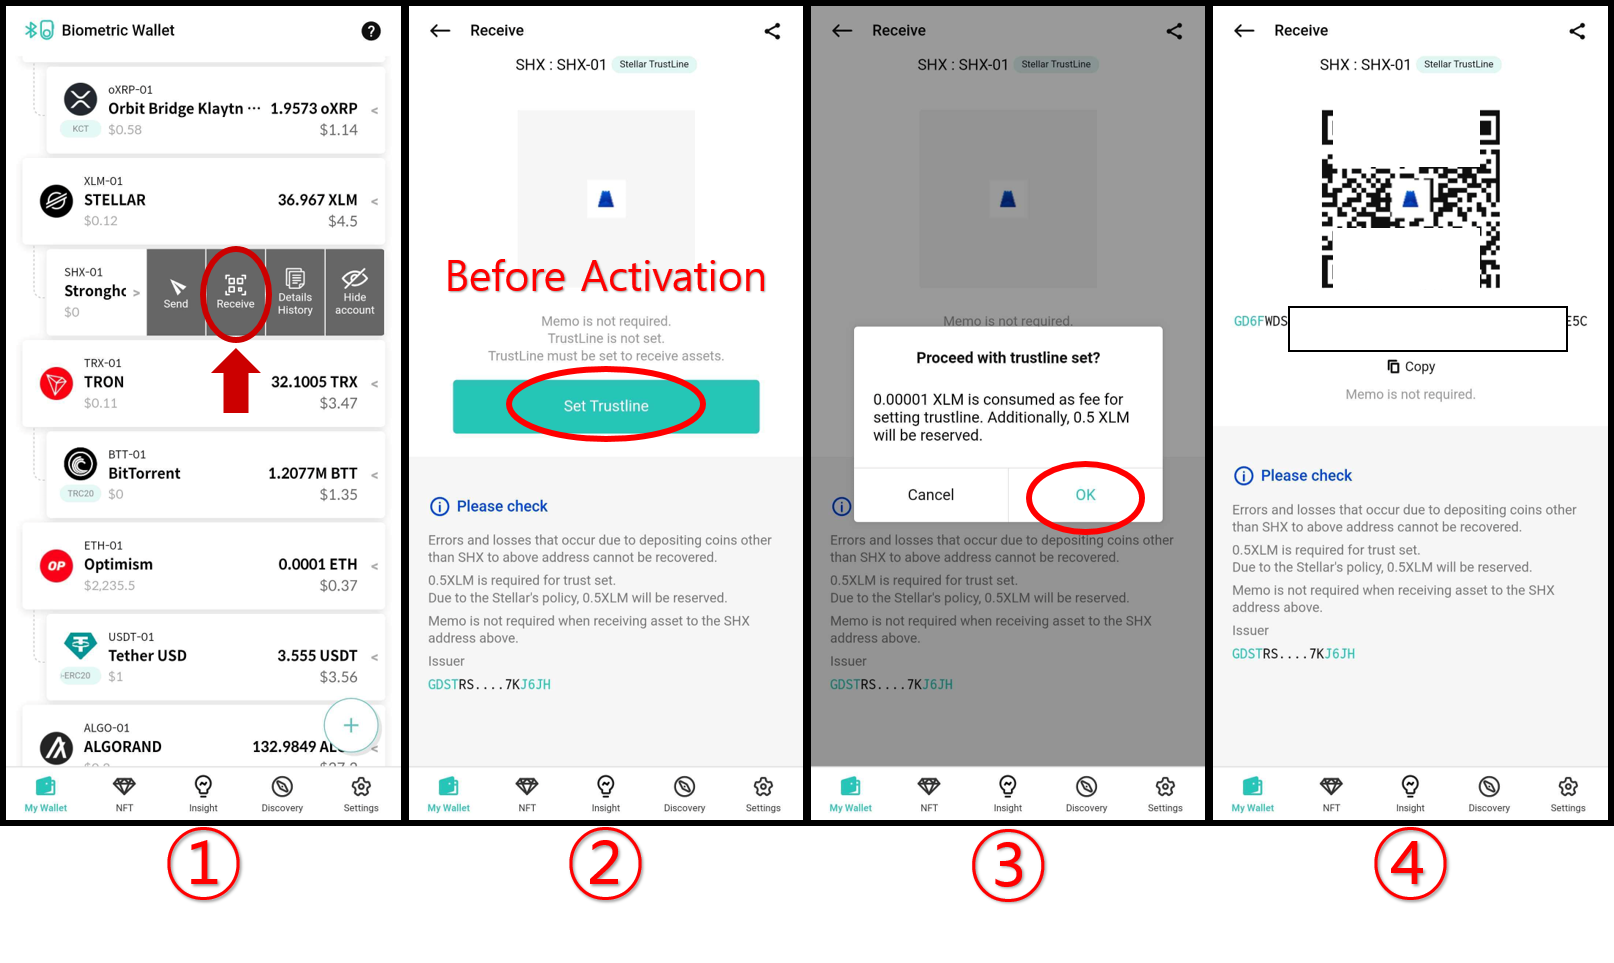 Biometric Wallet
?
oXRP-01
Orbit Bridge Klaytn ··· 1.9573 oXRP <
KCT $0.58 $1.14
XLM-01
STELLAR 36.967 XLM <
$0.12 $4.5
SHX-01
Strongho >
$0
Send
Receive
Details
History
Hide
account
TRX-01
TRON 32.1005 TRX <
$0.11 $3.47
BTT-01
BitTorrent 1.2077M BTT <
TRC20 $0 $1.35
ETH-01
OP Optimism 0.0001 ETH <
$2,235.5 $0.37
USDT-01
Tether USD 3.555 USDT <
ERC20 $1 $3.56
ALGO-01
ALGORAND 132.9849 AL <
+
My Wallet NFT Insight Discovery Settings
①
Receive
SHX : SHX-01 Stellar TrustLine
Before Activation
Memo is not required.
TrustLine is not set.
TrustLine must be set to receive assets.
Set Trustline
Please check
Errors and losses that occur due to depositing coins other
than SHX to above address cannot be recovered.
0.5XLM is required for trust set.
Due to the Stellar's policy, 0.5XLM will be reserved.
Memo is not required when receiving asset to the SHX
address above.
Issuer
GDSTRS....7KJ6JH
My Wallet NFT Insight Discovery Settings
②
Receive
SHX : SHX-01 Stellar TrustLine
Memo is not required.
Proceed with trustline set?
0.00001 XLM is consumed as fee for
setting trustline. Additionally, 0.5 XLM
will be reserved.
Cancel OK
Errors and losses that occur due to depositing coins other
than SHX to above address cannot be recovered.
0.5XLM is required for trust set.
Due to the Stellar's policy, 0.5XLM will be reserved.
Memo is not required when receiving asset to the SHX
address above.
Issuer
GDSTRS....7KJ6JH
My Wallet NFT Insight Discovery Settings
③
Receive
SHX : SHX-01 Stellar TrustLine
GD6FWDS E5C
Copy
Memo is not required.
Please check
Errors and losses that occur due to depositing coins other
than SHX to above address cannot be recovered.
0.5XLM is required for trust set.
Due to the Stellar's policy, 0.5XLM will be reserved.
Memo is not required when receiving asset to the SHX
address above.
Issuer
GDSTRS....7KJ6JH
My Wallet NFT Insight Discovery Settings
④